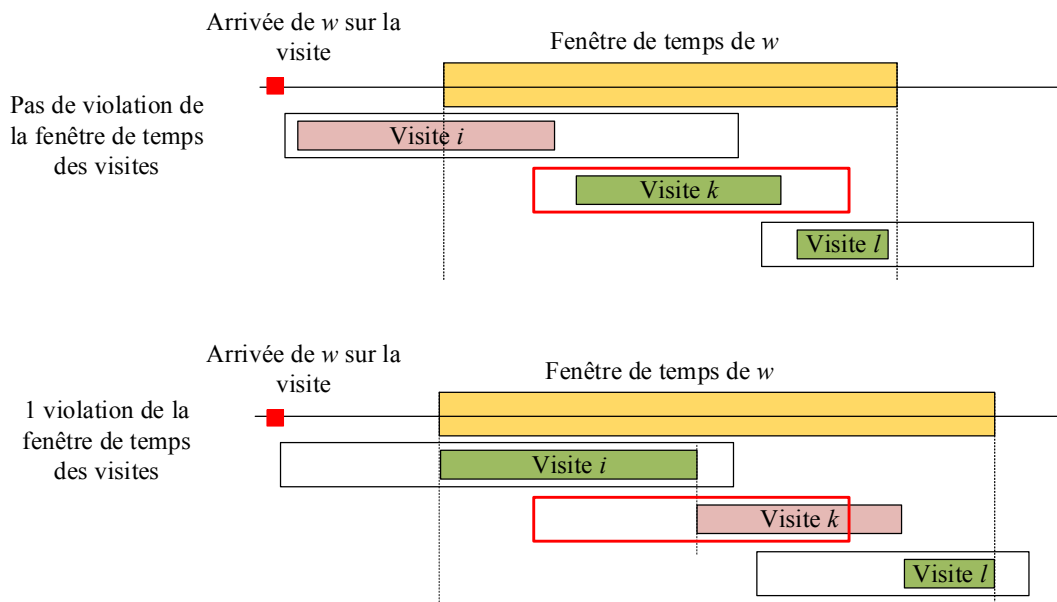 Arrivée de w sur la
visite
Fenêtre de temps de w
Pas de violation de
la fenêtre de temps
des visites
Visite i
Visite k
Visite l
Arrivée de w sur la
visite
Fenêtre de temps de w
1 violation de la
fenêtre de temps
des visites
Visite i
Visite k
Visite l